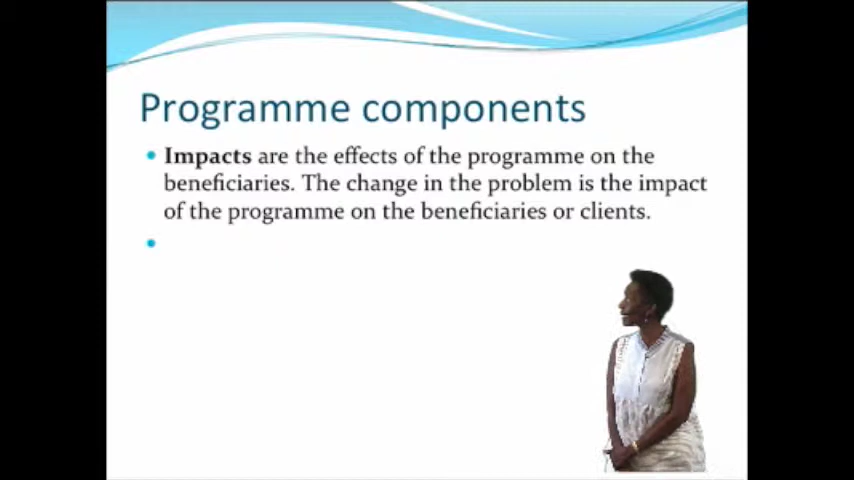 Programme components
Impacts are the effects of the programme on the
beneficiaries. The change in the problem is the impact
of the programme on the beneficiaries or clients.